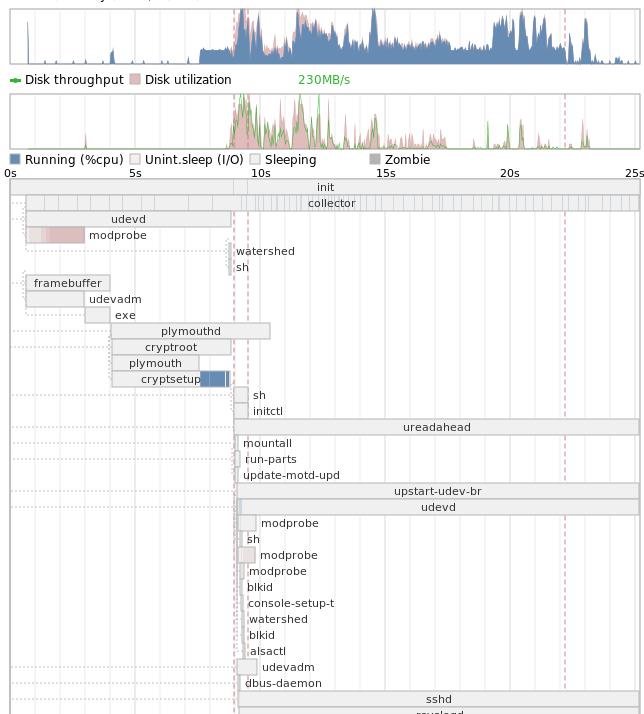 Disk throughput Disk utilization 230MB/s
Running (%cpu) Unint.sleep (I/O) Sleeping Zombie
0s 5s 10s 15s 20s 25s
init
collector
udevd
modprobe
watershed
sh
framebuffer
udevadm
exe
plymouthd
cryptroot
plymouth
cryptsetup
sh
initctl
ureadahead
mountall
run-parts
update-motd-upd
upstart-udev-br
udevd
modprobe
sh
modprobe
modprobe
blkid
console-setup-t
watershed
blkid
alsactl
udevadm
dbus-daemon
sshd